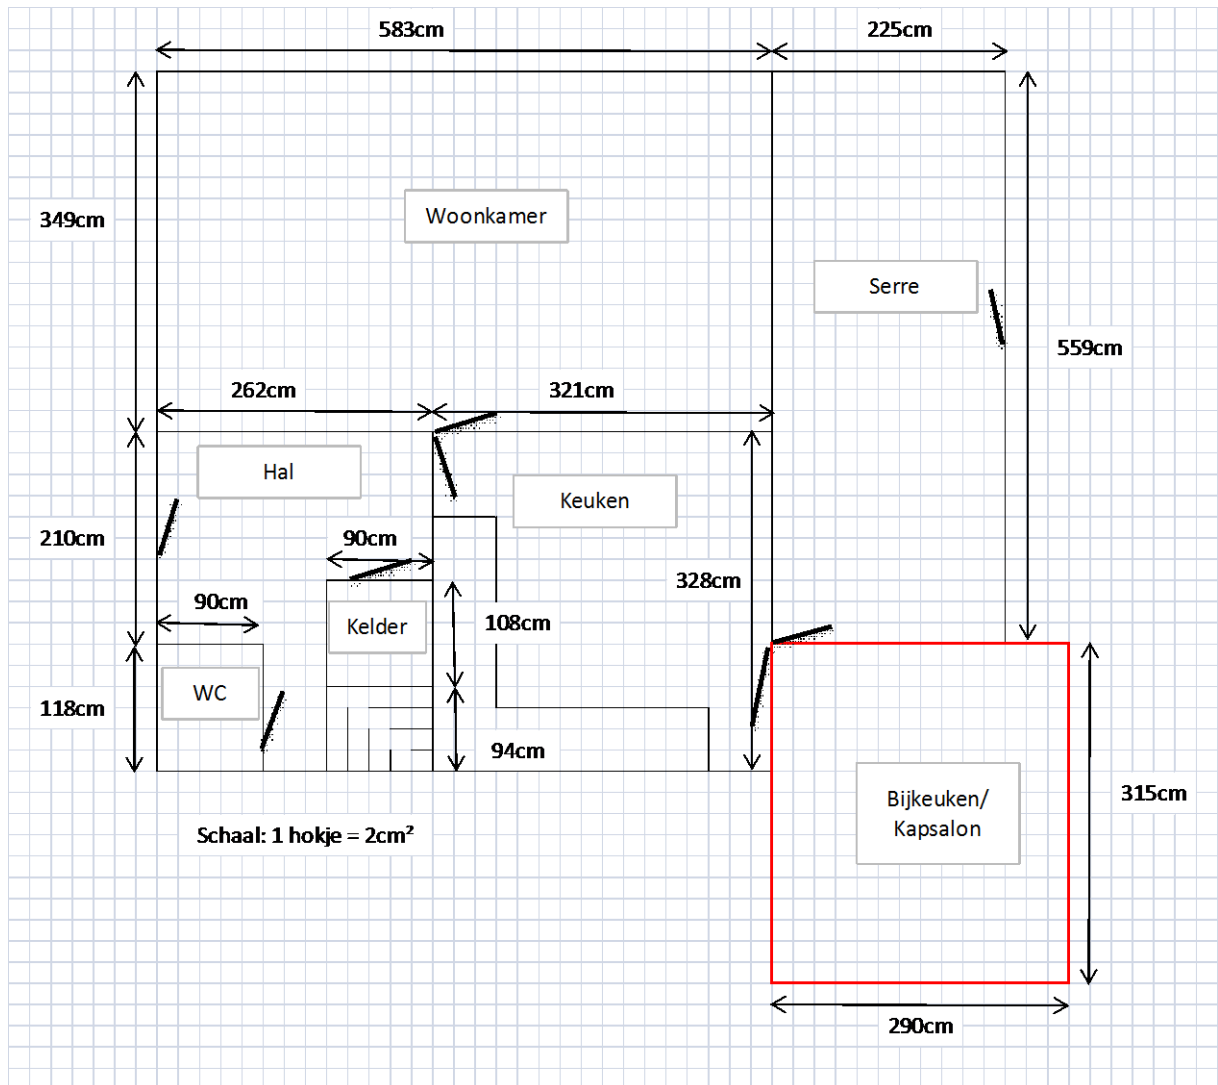 583cm
225cm
349cm
Woonkamer
Serre
559cm
262cm
321cm
Hal
Keuken
210cm
90cm
328cm
90cm
Kelder
108cm
WC
118cm
94cm
Bijkeuken/
Kapsalon
315cm
Schaal: 1 hokje = 2cm²
290cm